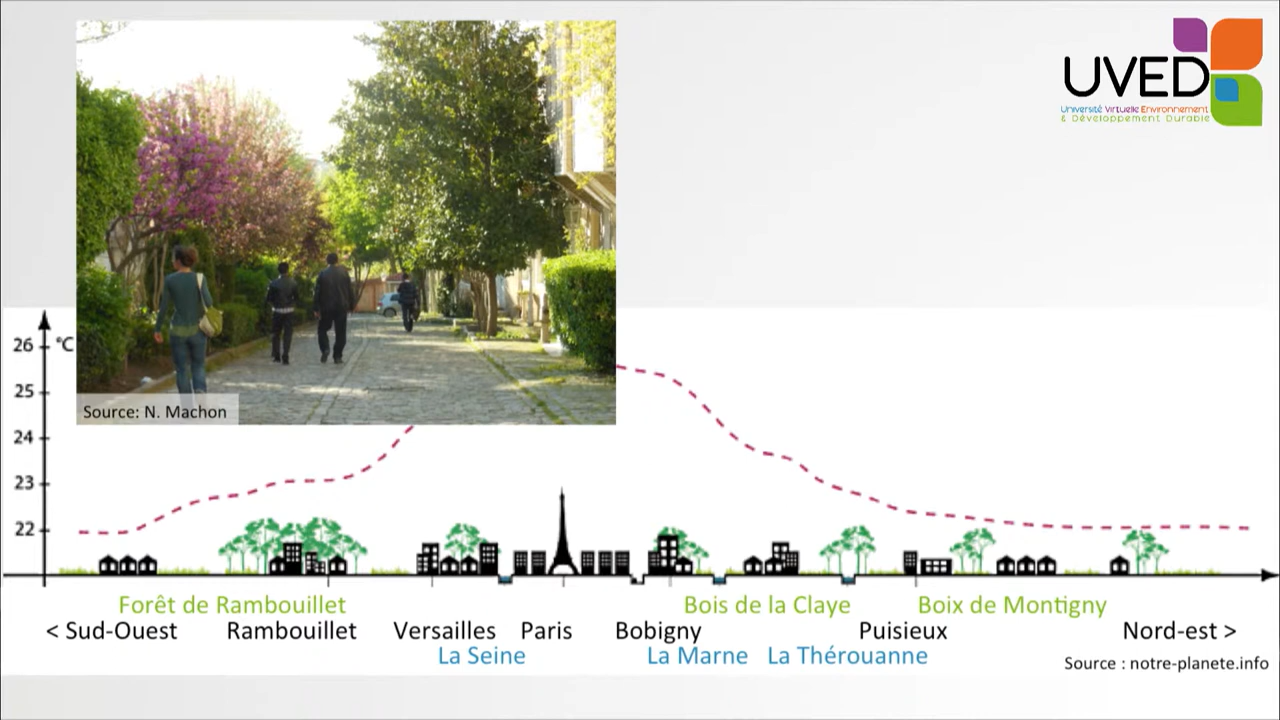 UVED
Université Virtuelle Environnement
& Développement Durable
Source: N. Machon
26 °C
25
24
23
22
Forêt de Rambouillet Bois de la Claye Boix de Montigny
< Sud-Ouest Rambouillet Versailles Paris Bobigny Puisieux Nord-est >
La Seine La Marne La Thérouanne
Source : notre-planete.info